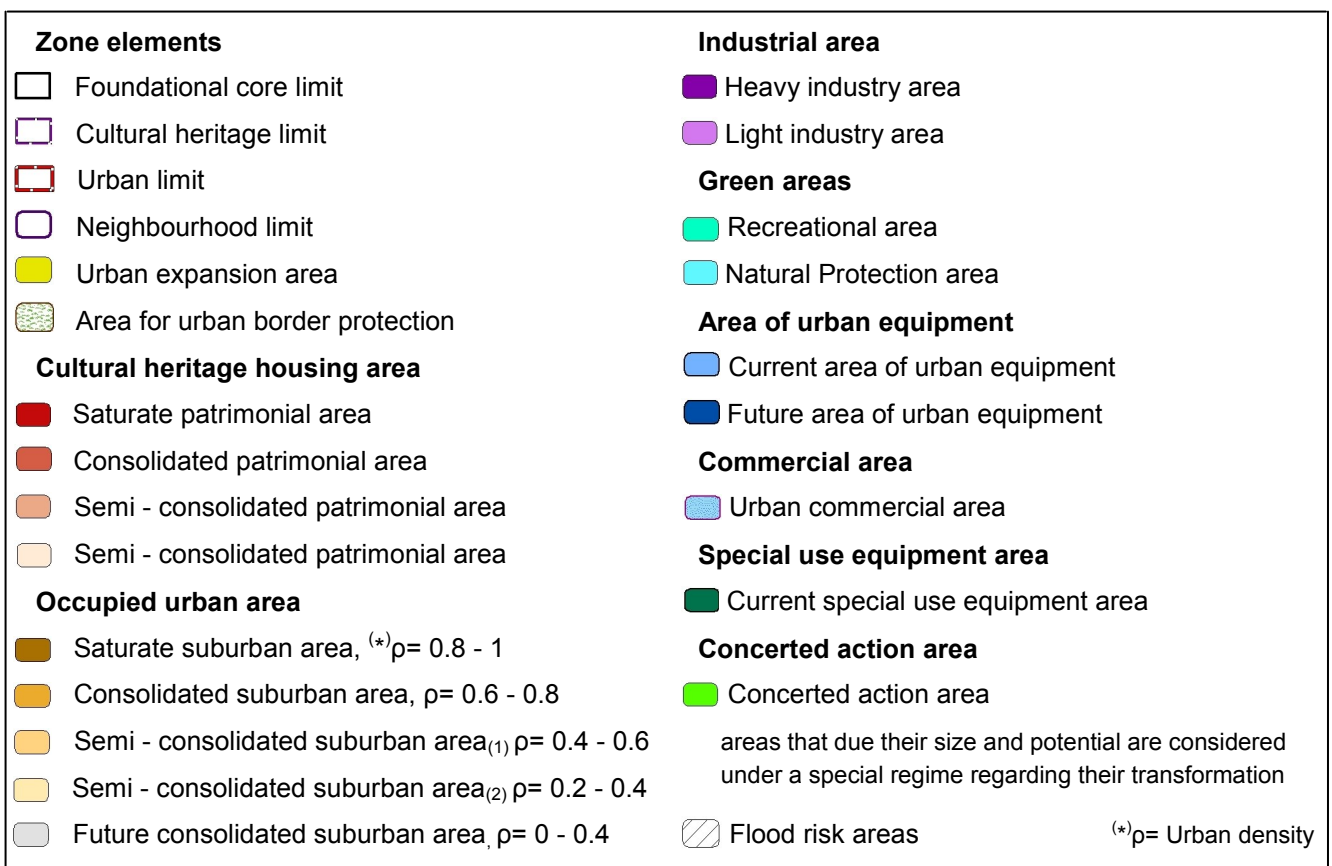 Zone elements
Foundational core limit
Cultural heritage limit
Urban limit
Neighbourhood limit
Urban expansion area
Area for urban border protection
Cultural heritage housing area
Saturate patrimonial area
Consolidated patrimonial area
Semi - consolidated patrimonial area
Semi - consolidated patrimonial area
Occupied urban area
Saturate suburban area, (*)ρ= 0.8 - 1
Consolidated suburban area, ρ= 0.6 - 0.8
Semi - consolidated suburban area(1) ρ= 0.4 - 0.6
Semi - consolidated suburban area(2) ρ= 0.2 - 0.4
Future consolidated suburban area, ρ= 0 - 0.4
Industrial area
Heavy industry area
Light industry area
Green areas
Recreational area
Natural Protection area
Area of urban equipment
Current area of urban equipment
Future area of urban equipment
Commercial area
Urban commercial area
Special use equipment area
Current special use equipment area
Concerted action area
Concerted action area
areas that due their size and potential are considered
under a special regime regarding their transformation
Flood risk areas
(*)ρ= Urban density